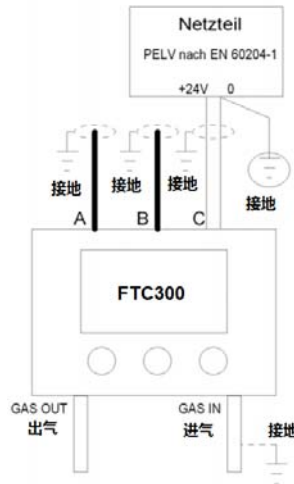 Netzteil
PELV nach EN 60204-1
+24V 0
接地 接地 接地 接地
A B C
FTC300
GAS OUT GAS IN
出气 进气 接地